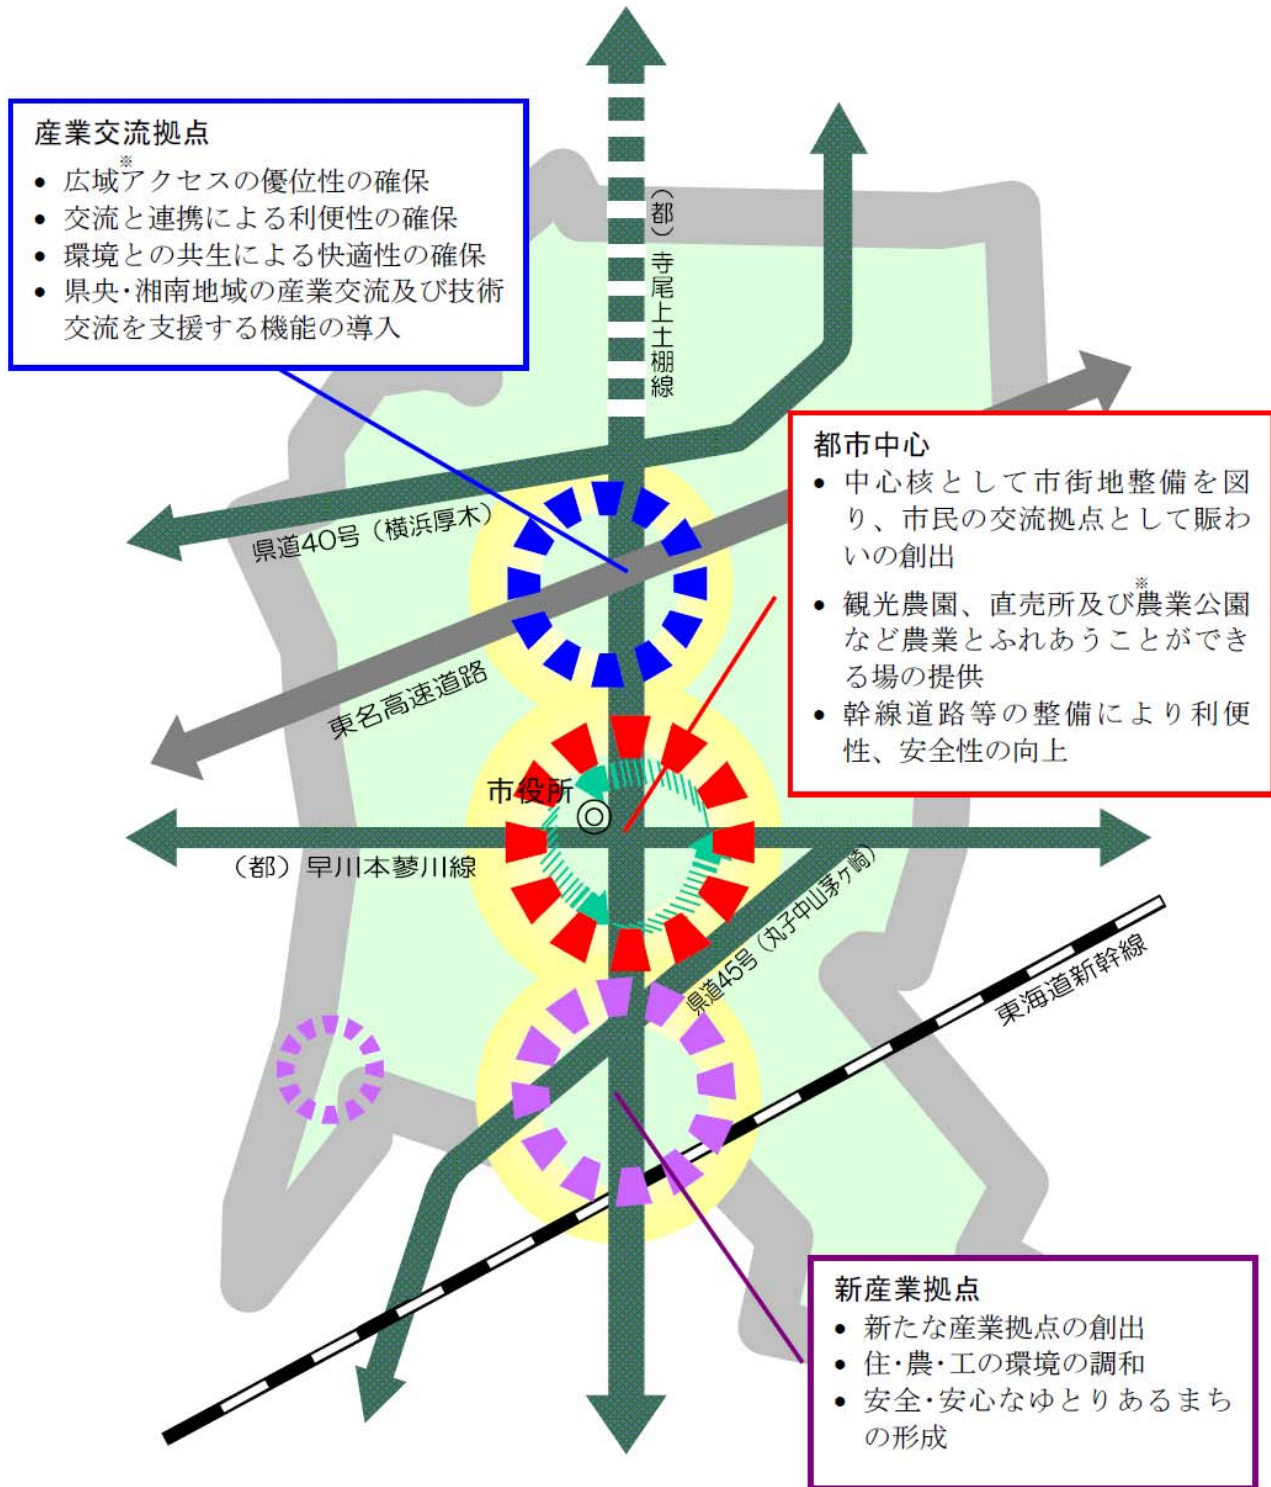 産業交流拠点
※
• 広域アクセスの優位性の確保
• 交流と連携による利便性の確保
• 環境との共生による快適性の確保
• 県央・湘南地域の産業交流及び技術
交流を支援する機能の導入
（都）寺尾上土棚線
県道40号（横浜厚木）
東名高速道路
都市中心
• 中心核として市街地整備を図
り、市民の交流拠点として賑わ
いの創出
※
• 観光農園、直売所及び農業公園
など農業とふれあうことができ
る場の提供
• 幹線道路等の整備により利便
性、安全性の向上
市役所
（都）早川本蓼川線
県道45号（丸子中山茅ヶ崎）
東海道新幹線
新産業拠点
• 新たな産業拠点の創出
• 住・農・工の環境の調和
• 安全・安心なゆとりあるまち
の形成